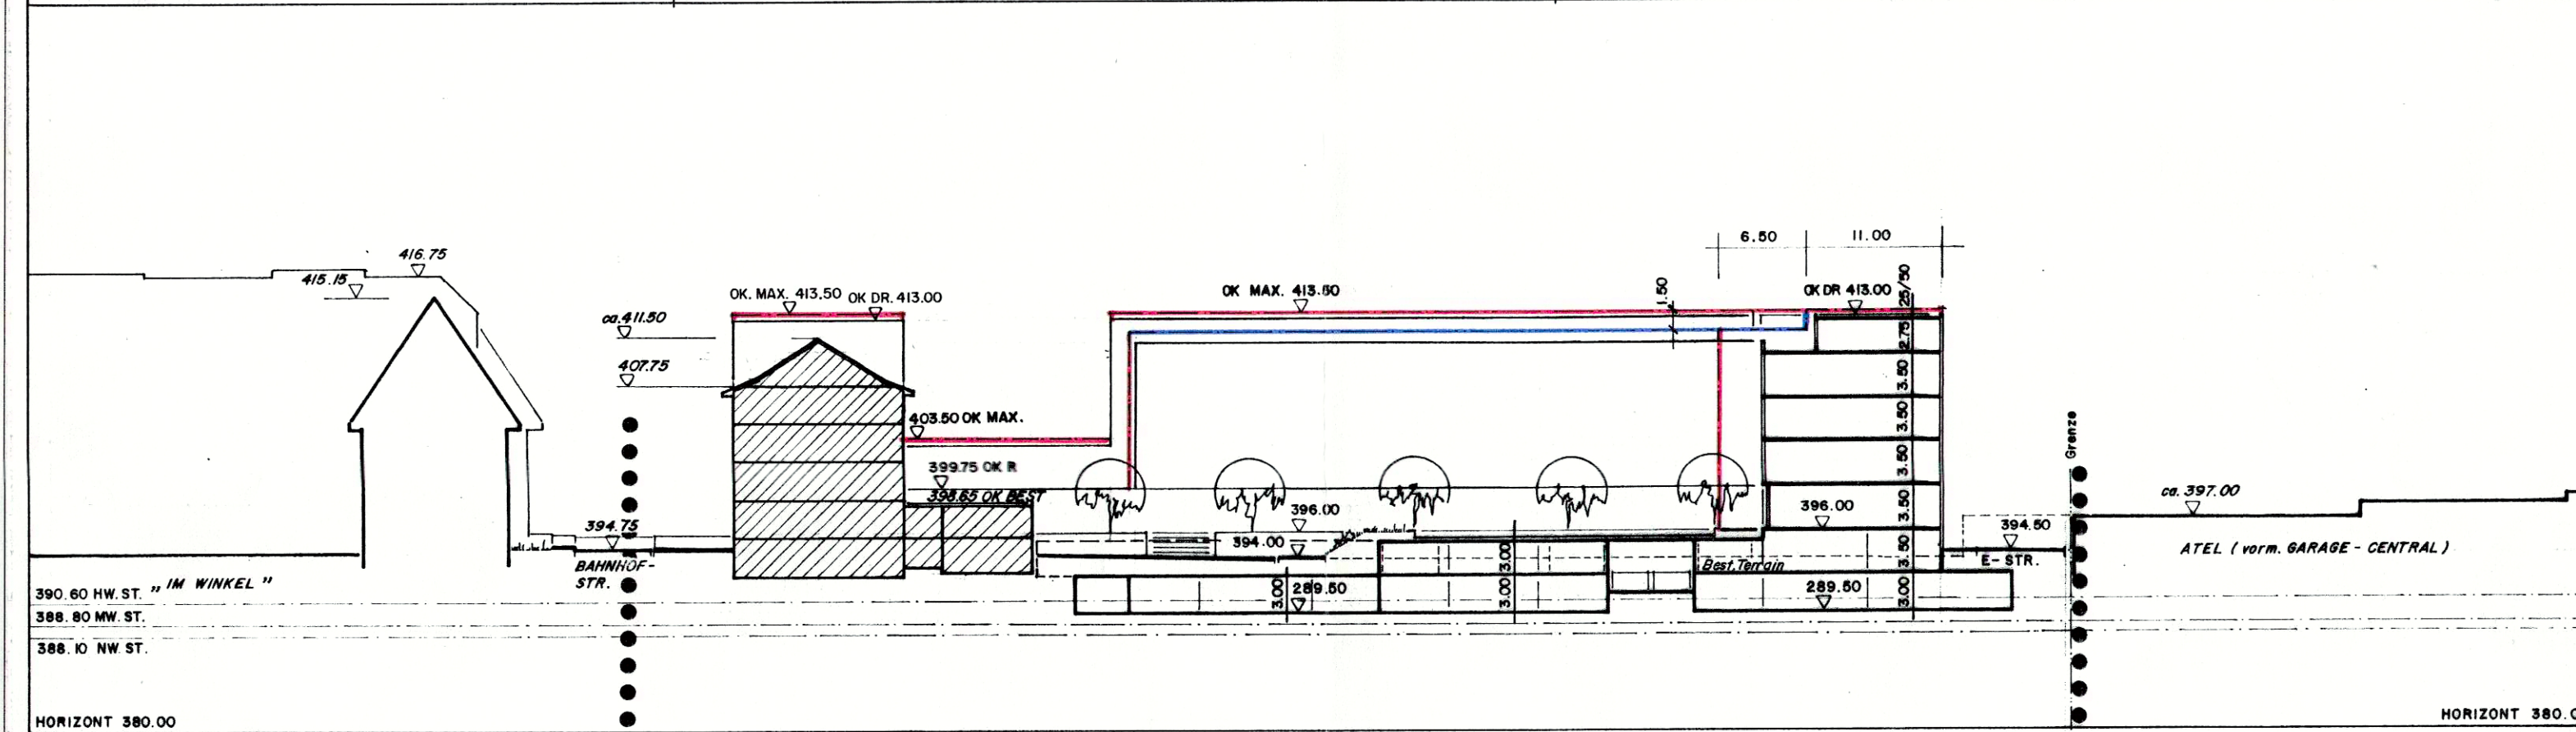 6.50
11.00
416.75
415.15
OK. MAX. 413.50
OK DR. 413.00
OK MAX. 413.50
1.50
OK DR 413.00
25/50
ca. 411.50
2.75
407.75
3.50
3.50
403.50 OK MAX.
3.50
Grenze
399.75 OK R
398.65 OK BEST
3.50
396.00
396.00
ca. 397.00
394.75
394.00
394.50
3.00
3.50
BAHNHOF-
STR.
Best. Terrain
E-STR.
ATEL (vorm. GARAGE - CENTRAL)
„ IM WINKEL ”
390.60 HW. ST.
3.00
289.50
3.00
289.50
3.00
388.80 MW. ST.
388.10 NW. ST.
HORIZONT 380.00
HORIZONT 380.0